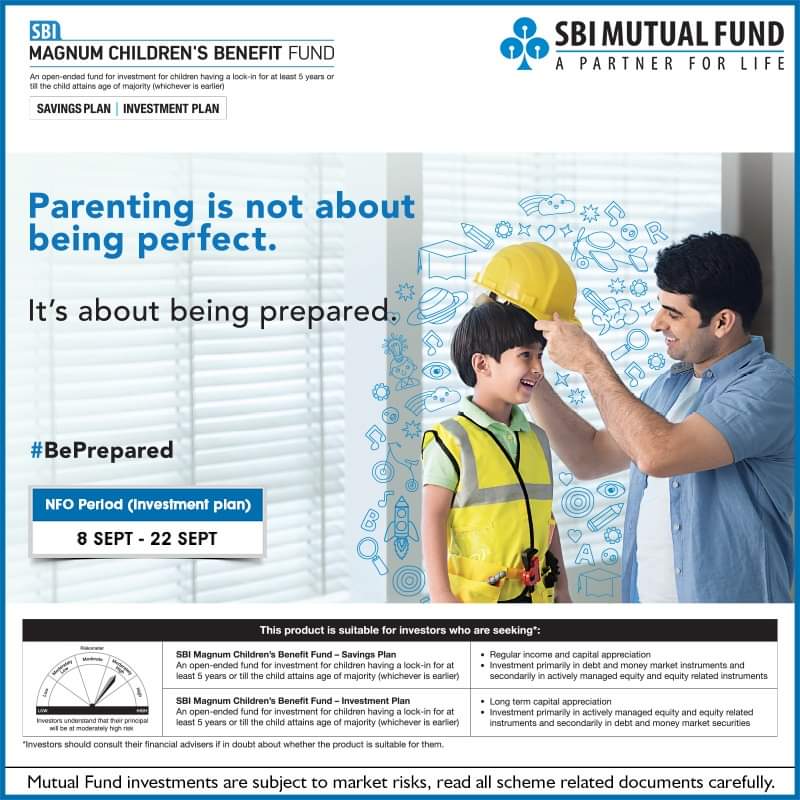 SBI
MAGNUM CHILDREN'S BENEFIT FUND
An open-ended fund for investment for children having a lock-in for at least 5 years or
till the child attains age of majority (whichever is earlier)
SAVINGS PLAN | INVESTMENT PLAN
SBI MUTUAL FUND
A PARTNER FOR LIFE
Parenting is not about
being perfect.
It's about being prepared.
#BePrepared
NFO Period (Investment plan)
8 SEPT - 22 SEPT
R
B
A
This product is suitable for investors who are seeking*:
Riskometer
Low
Moderately Low
Moderate
Moderately High
High
LOW
HIGH
Investors understand that their principal
will be at moderately high risk
SBI Magnum Children's Benefit Fund – Savings Plan
An open-ended fund for investment for children having a lock-in for at
least 5 years or till the child attains age of majority (whichever is earlier)
• Regular income and capital appreciation
• Investment primarily in debt and money market instruments and
secondarily in actively managed equity and equity related instruments
SBI Magnum Children's Benefit Fund – Investment Plan
An open-ended fund for investment for children having a lock-in for at
least 5 years or till the child attains age of majority (whichever is earlier)
• Long term capital appreciation
• Investment primarily in actively managed equity and equity related
instruments and secondarily in debt and money market securities
*Investors should consult their financial advisers if in doubt about whether the product is suitable for them.
Mutual Fund investments are subject to market risks, read all scheme related documents carefully.